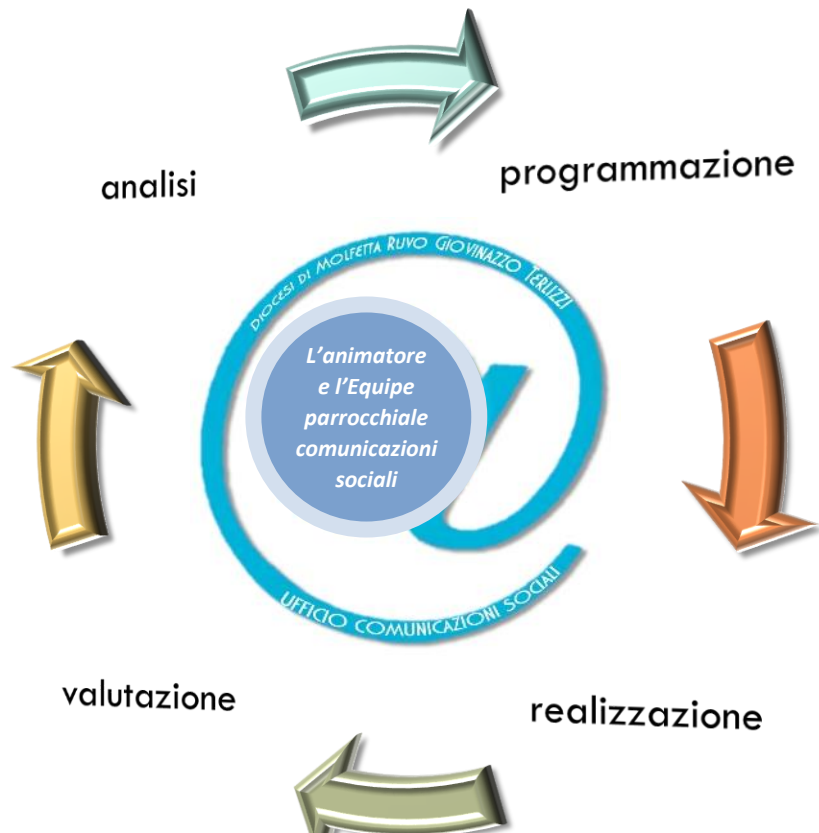 analisi
programmazione
DIOCESI DI MOLFETTA RUVO GIOVINAZZO TERLIZZI
L'animatore
e l'Equipe
parrocchiale
comunicazioni
sociali
UFFICIO COMUNICAZIONI SOCIALI
valutazione
realizzazione